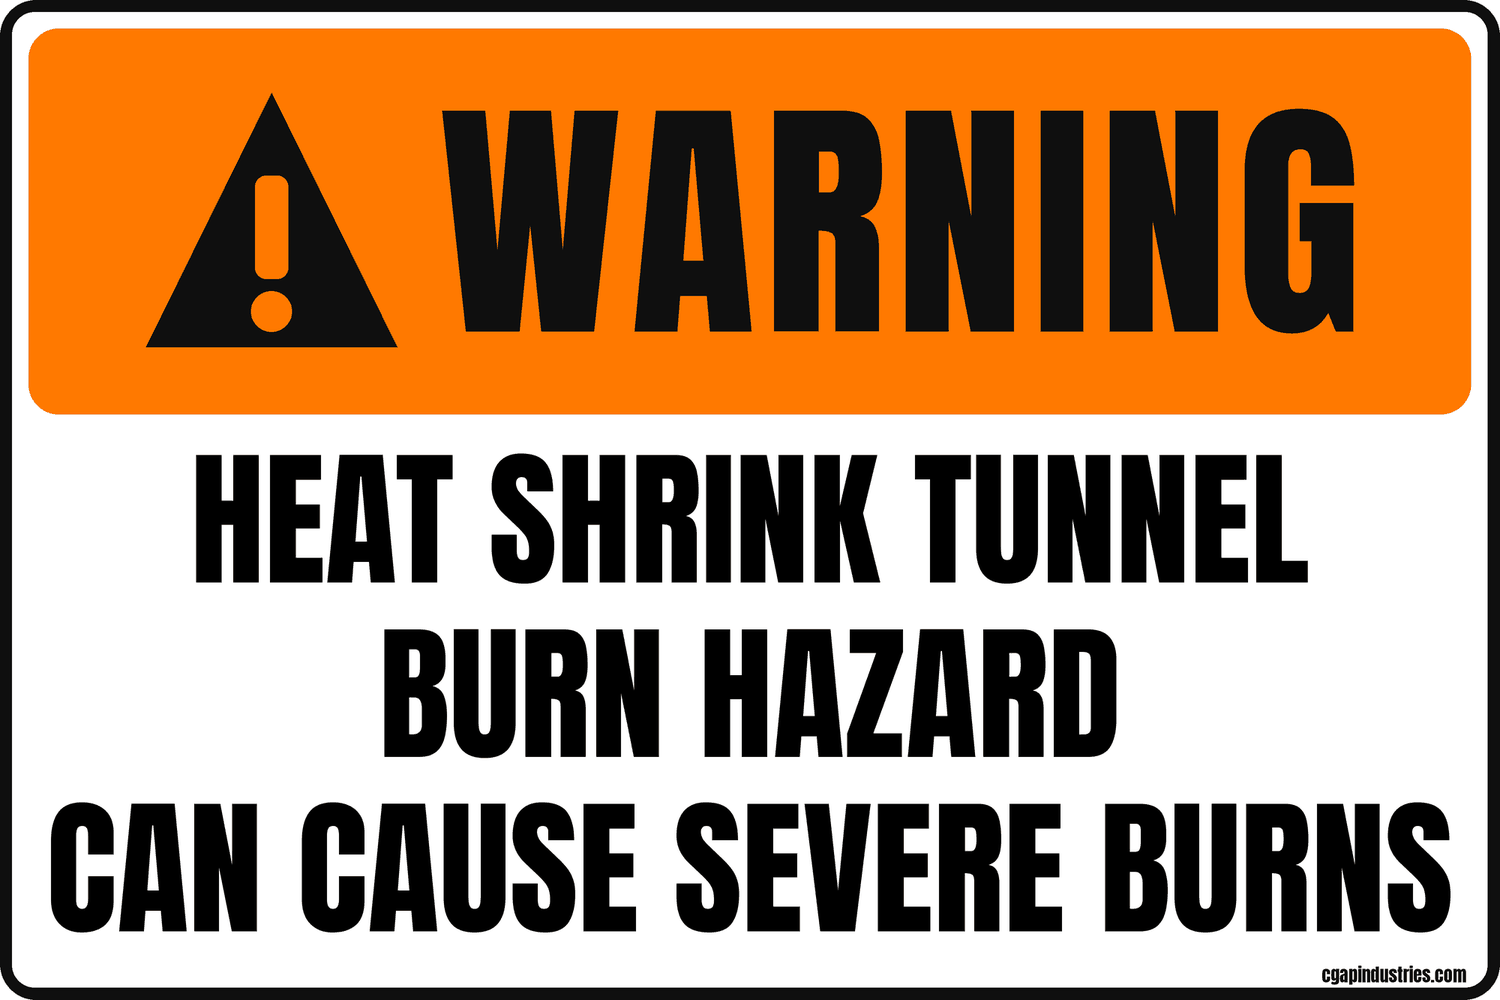 WARNING
HEAT SHRINK TUNNEL
BURN HAZARD
CAN CAUSE SEVERE BURNS
cgapindustries.com